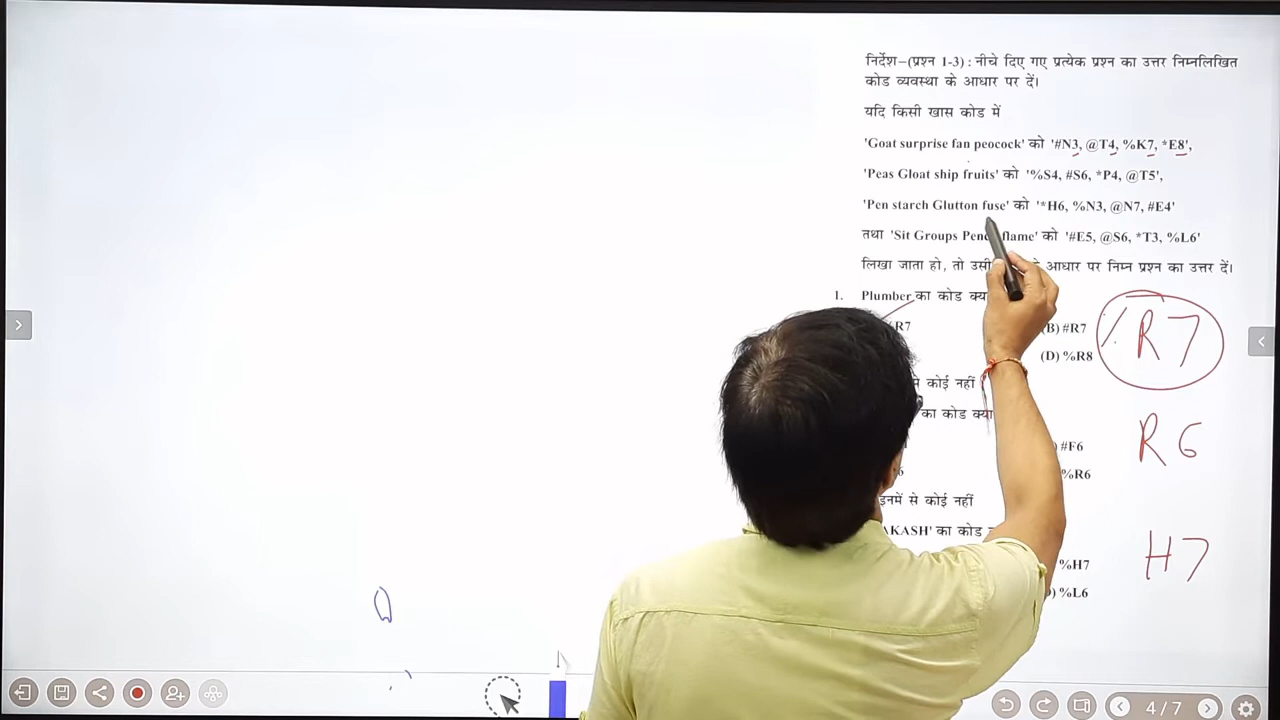 निर्देश–(प्रश्न 1-3) : नीचे दिए गए प्रत्येक प्रश्न का उत्तर निम्नलिखित
कोड व्यवस्था के आधार पर दें।
यदि किसी खास कोड में
'Goat surprise fan peocock' को '#N3, @T4, %K7, *E8',
'Peas Gloat ship fruits' को '%S4, #S6, *P4, @T5',
'Pen starch Glutton fuse' को '*H6, %N3, @N7, #E4'
तथा 'Sit Groups flame' को '#E5, @S6, *T3, %L6'
लिखा जाता हो, तो आधार पर निम्न प्रश्न का उत्तर दें।
1. Plumber का कोड
R7 (B) #R7
(D) %R8
से कोई नहीं
का कोड क्या
#F6
%R6
इनमें से कोई नहीं
का कोड
%H7
%L6
%R7
R6
H7
4/7